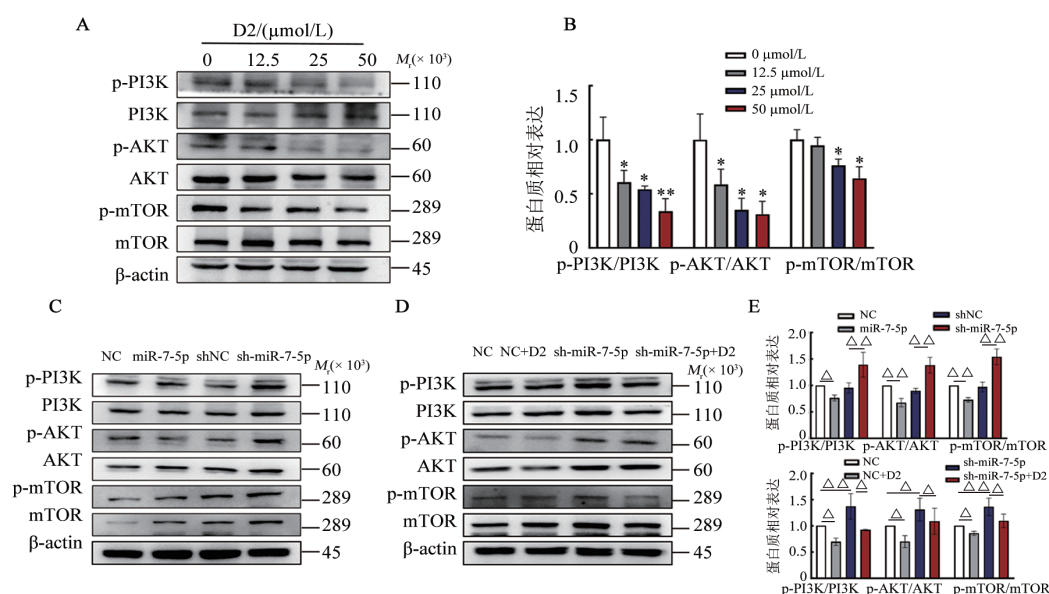 A
D2/(μmol/L)
0 12.5 25 50 Mr(× 10³)
p-PI3K 110
PI3K 110
p-AKT 60
AKT 60
p-mTOR 289
mTOR 289
β-actin 45
B
0 μmol/L
12.5 μmol/L
25 μmol/L
50 μmol/L
蛋白质相对表达
1.5
1.0
0.5
0
* * ** * * * * *
p-PI3K/PI3K p-AKT/AKT p-mTOR/mTOR
C
NC miR-7-5p shNC sh-miR-7-5p Mr(× 10³)
p-PI3K 110
PI3K 110
p-AKT 60
AKT 60
p-mTOR 289
mTOR 289
β-actin 45
D
NC NC+D2 sh-miR-7-5p sh-miR-7-5p+D2
Mr(× 10³)
p-PI3K 110
PI3K 110
p-AKT 60
AKT 60
p-mTOR 289
mTOR 289
β-actin 45
E
NC shNC
miR-7-5p sh-miR-7-5p
蛋白质相对表达
2.0
1.5
1.0
0.5
0
△ △△ △△ △△ △△ △△
p-PI3K/PI3K p-AKT/AKT p-mTOR/mTOR
NC sh-miR-7-5p
NC+D2 sh-miR-7-5p+D2
蛋白质相对表达
2.0
1.5
1.0
0.5
0
△△ △ △ △△ △
△△ △ △
p-PI3K/PI3K p-AKT/AKT p-mTOR/mTOR